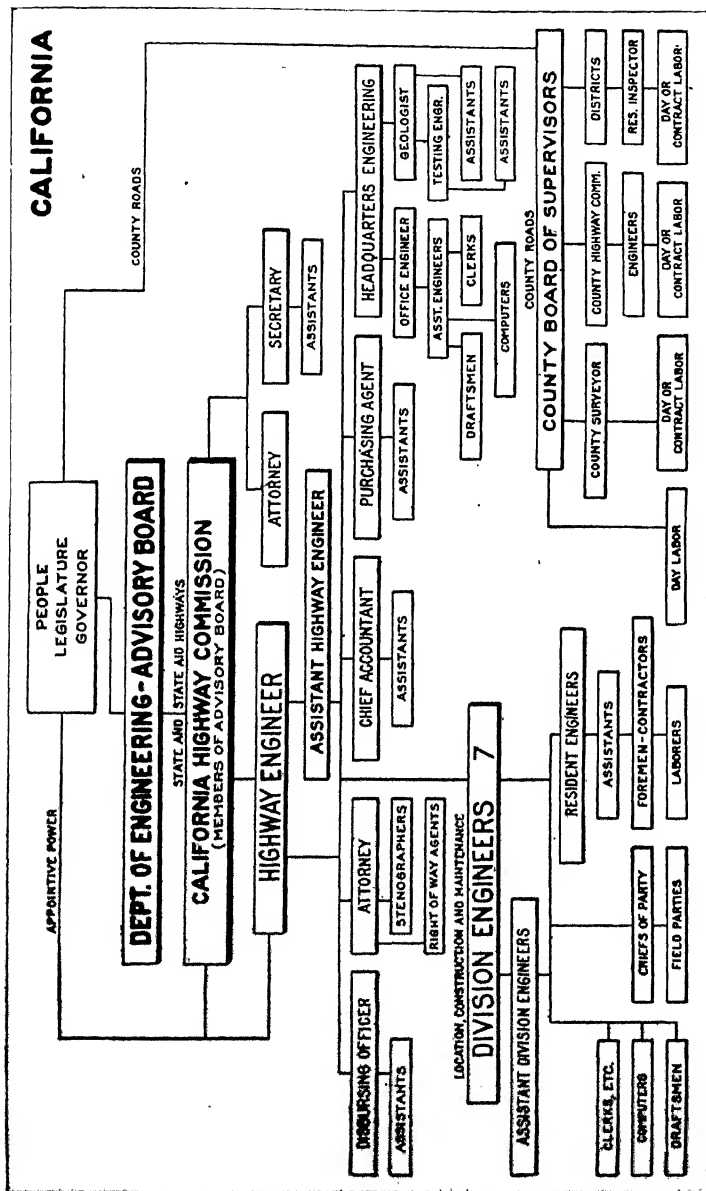 CALIFORNIA
PEOPLE
LEGISLATURE
GOVERNOR
APPOINTIVE POWER
COUNTY ROADS
DEPT. OF ENGINEERING-ADVISORY BOARD
STATE AND STATE AID HIGHWAYS
CALIFORNIA HIGHWAY COMMISSION
(MEMBERS OF ADVISORY BOARD)
ATTORNEY
SECRETARY
ASSISTANTS
HIGHWAY ENGINEER
ASSISTANT HIGHWAY ENGINEER
DISBURSING OFFICER
ASSISTANTS
ATTORNEY
STENOGRAPHERS
RIGHT OF WAY AGENTS
CHIEF ACCOUNTANT
ASSISTANTS
PURCHASING AGENT
ASSISTANTS
HEADQUARTERS ENGINEERING
OFFICE ENGINEER
ASST. ENGINEERS
DRAFTSMEN
CLERKS
COMPUTERS
GEOLOGIST
TESTING ENGR.
ASSISTANTS
ASSISTANTS
LOCATION, CONSTRUCTION AND MAINTENANCE
DIVISION ENGINEERS 7
ASSISTANT DIVISION ENGINEERS
CLERKS, ETC.
COMPUTERS
DRAFTSMEN
CHIEFS OF PARTY
FIELD PARTIES
RESIDENT ENGINEERS
ASSISTANTS
FOREMEN-CONTRACTORS
LABORERS
COUNTY ROADS
COUNTY BOARD OF SUPERVISORS
DAY LABOR
COUNTY SURVEYOR
DAY OR
CONTRACT LABOR
COUNTY HIGHWAY COMM.
ENGINEERS
DAY OR
CONTRACT LABOR
DISTRICTS
RES. INSPECTOR
DAY OR
CONTRACT LABOR